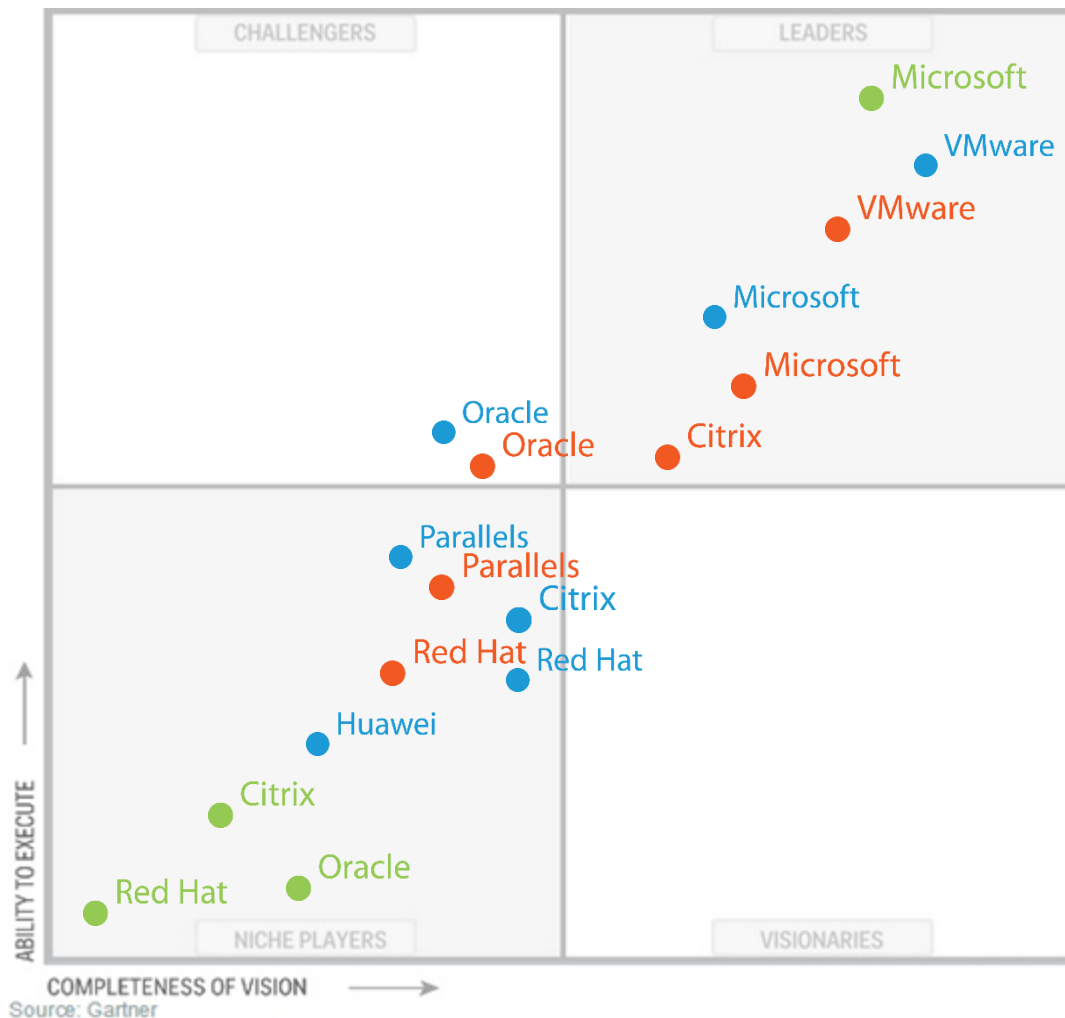 CHALLENGERS
LEADERS
Microsoft
VMware
VMware
Microsoft
Microsoft
Oracle
Oracle
Citrix
Parallels
Parallels
Citrix
Red Hat
Red Hat
Huawei
Citrix
Oracle
Red Hat
NICHE PLAYERS
VISIONARIES
ABILITY TO EXECUTE
COMPLETENESS OF VISION
Source: Gartner